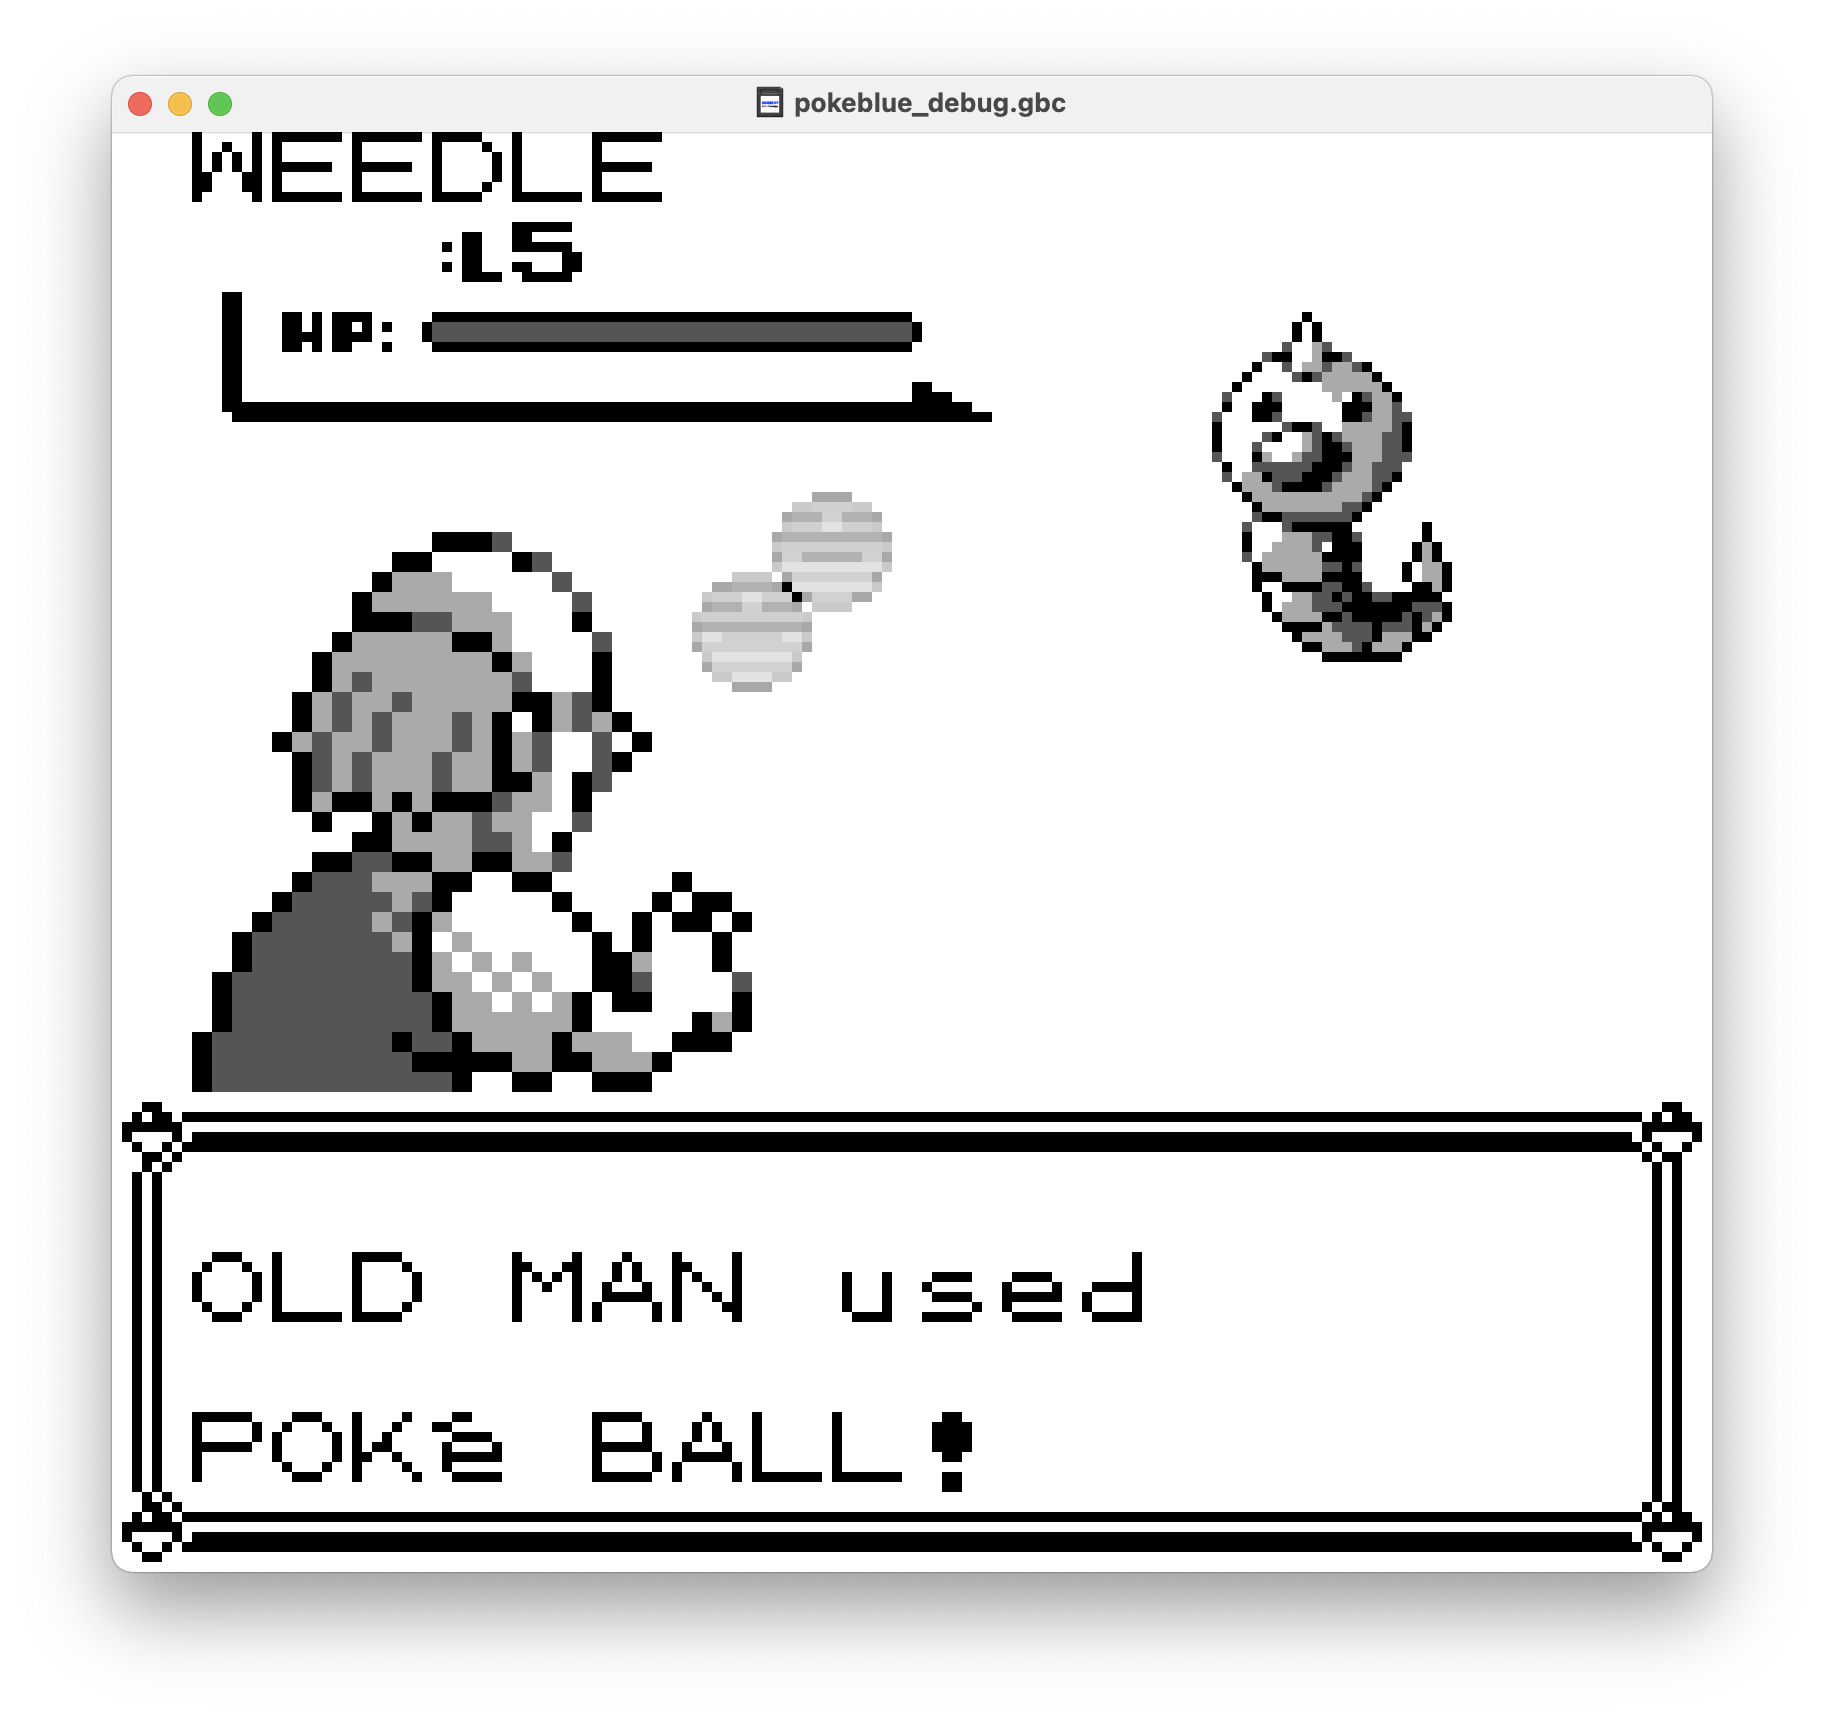 pokeblue_debug.gbc
WEEDLE
:L5
HP:
OLD MAN used
POKé BALL!